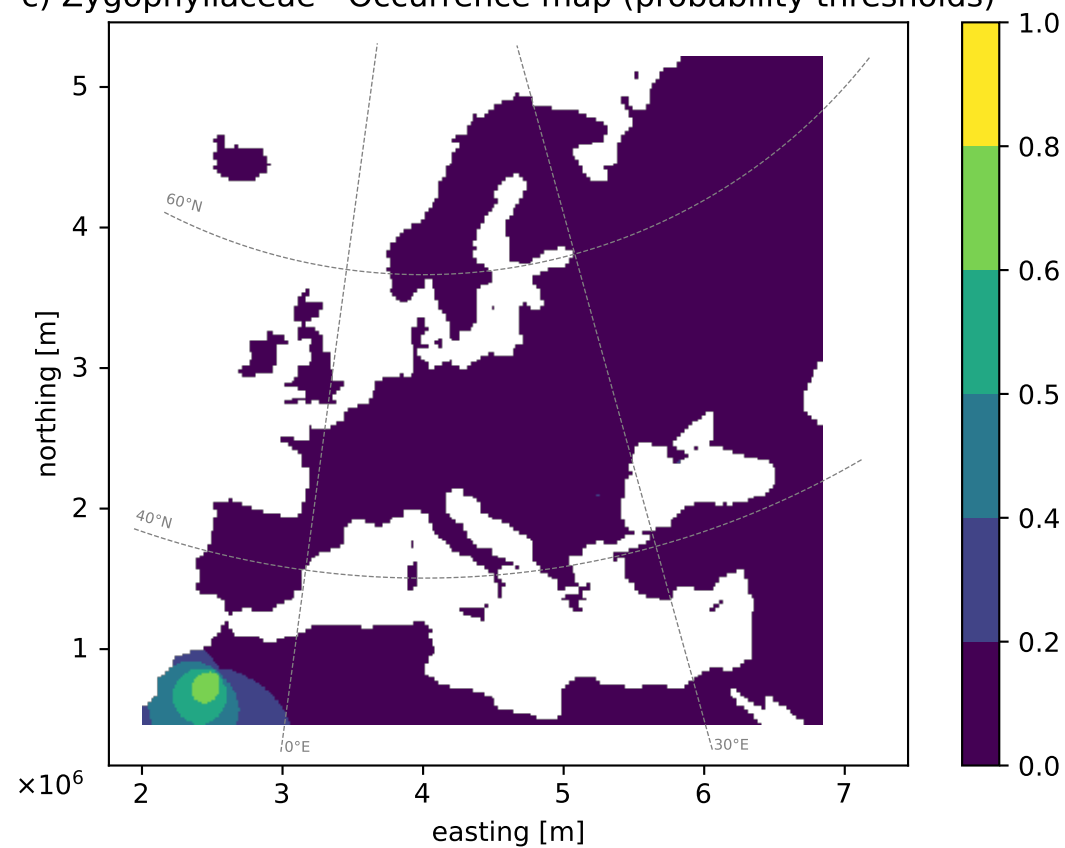 c) Zygophyllaceae - Occurrence map (probability thresholds)
1.0
0.8
0.6
0.5
0.4
0.2
0.0
5
4
3
2
1
northing [m]
60°N
40°N
0°E
30°E
×10⁶
2 3 4 5 6 7
easting [m]